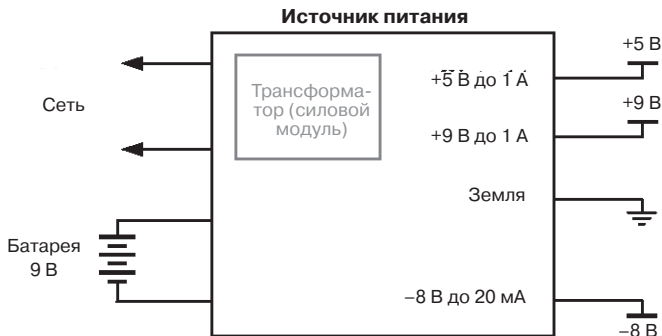 Источник питания
+5 В
+5 В до 1 А
Трансформа-
тор (силовой
модуль)
Сеть
+9 В
+9 В до 1 А
Земля
Батарея
9 В
−8 В до 20 мА
−8 В